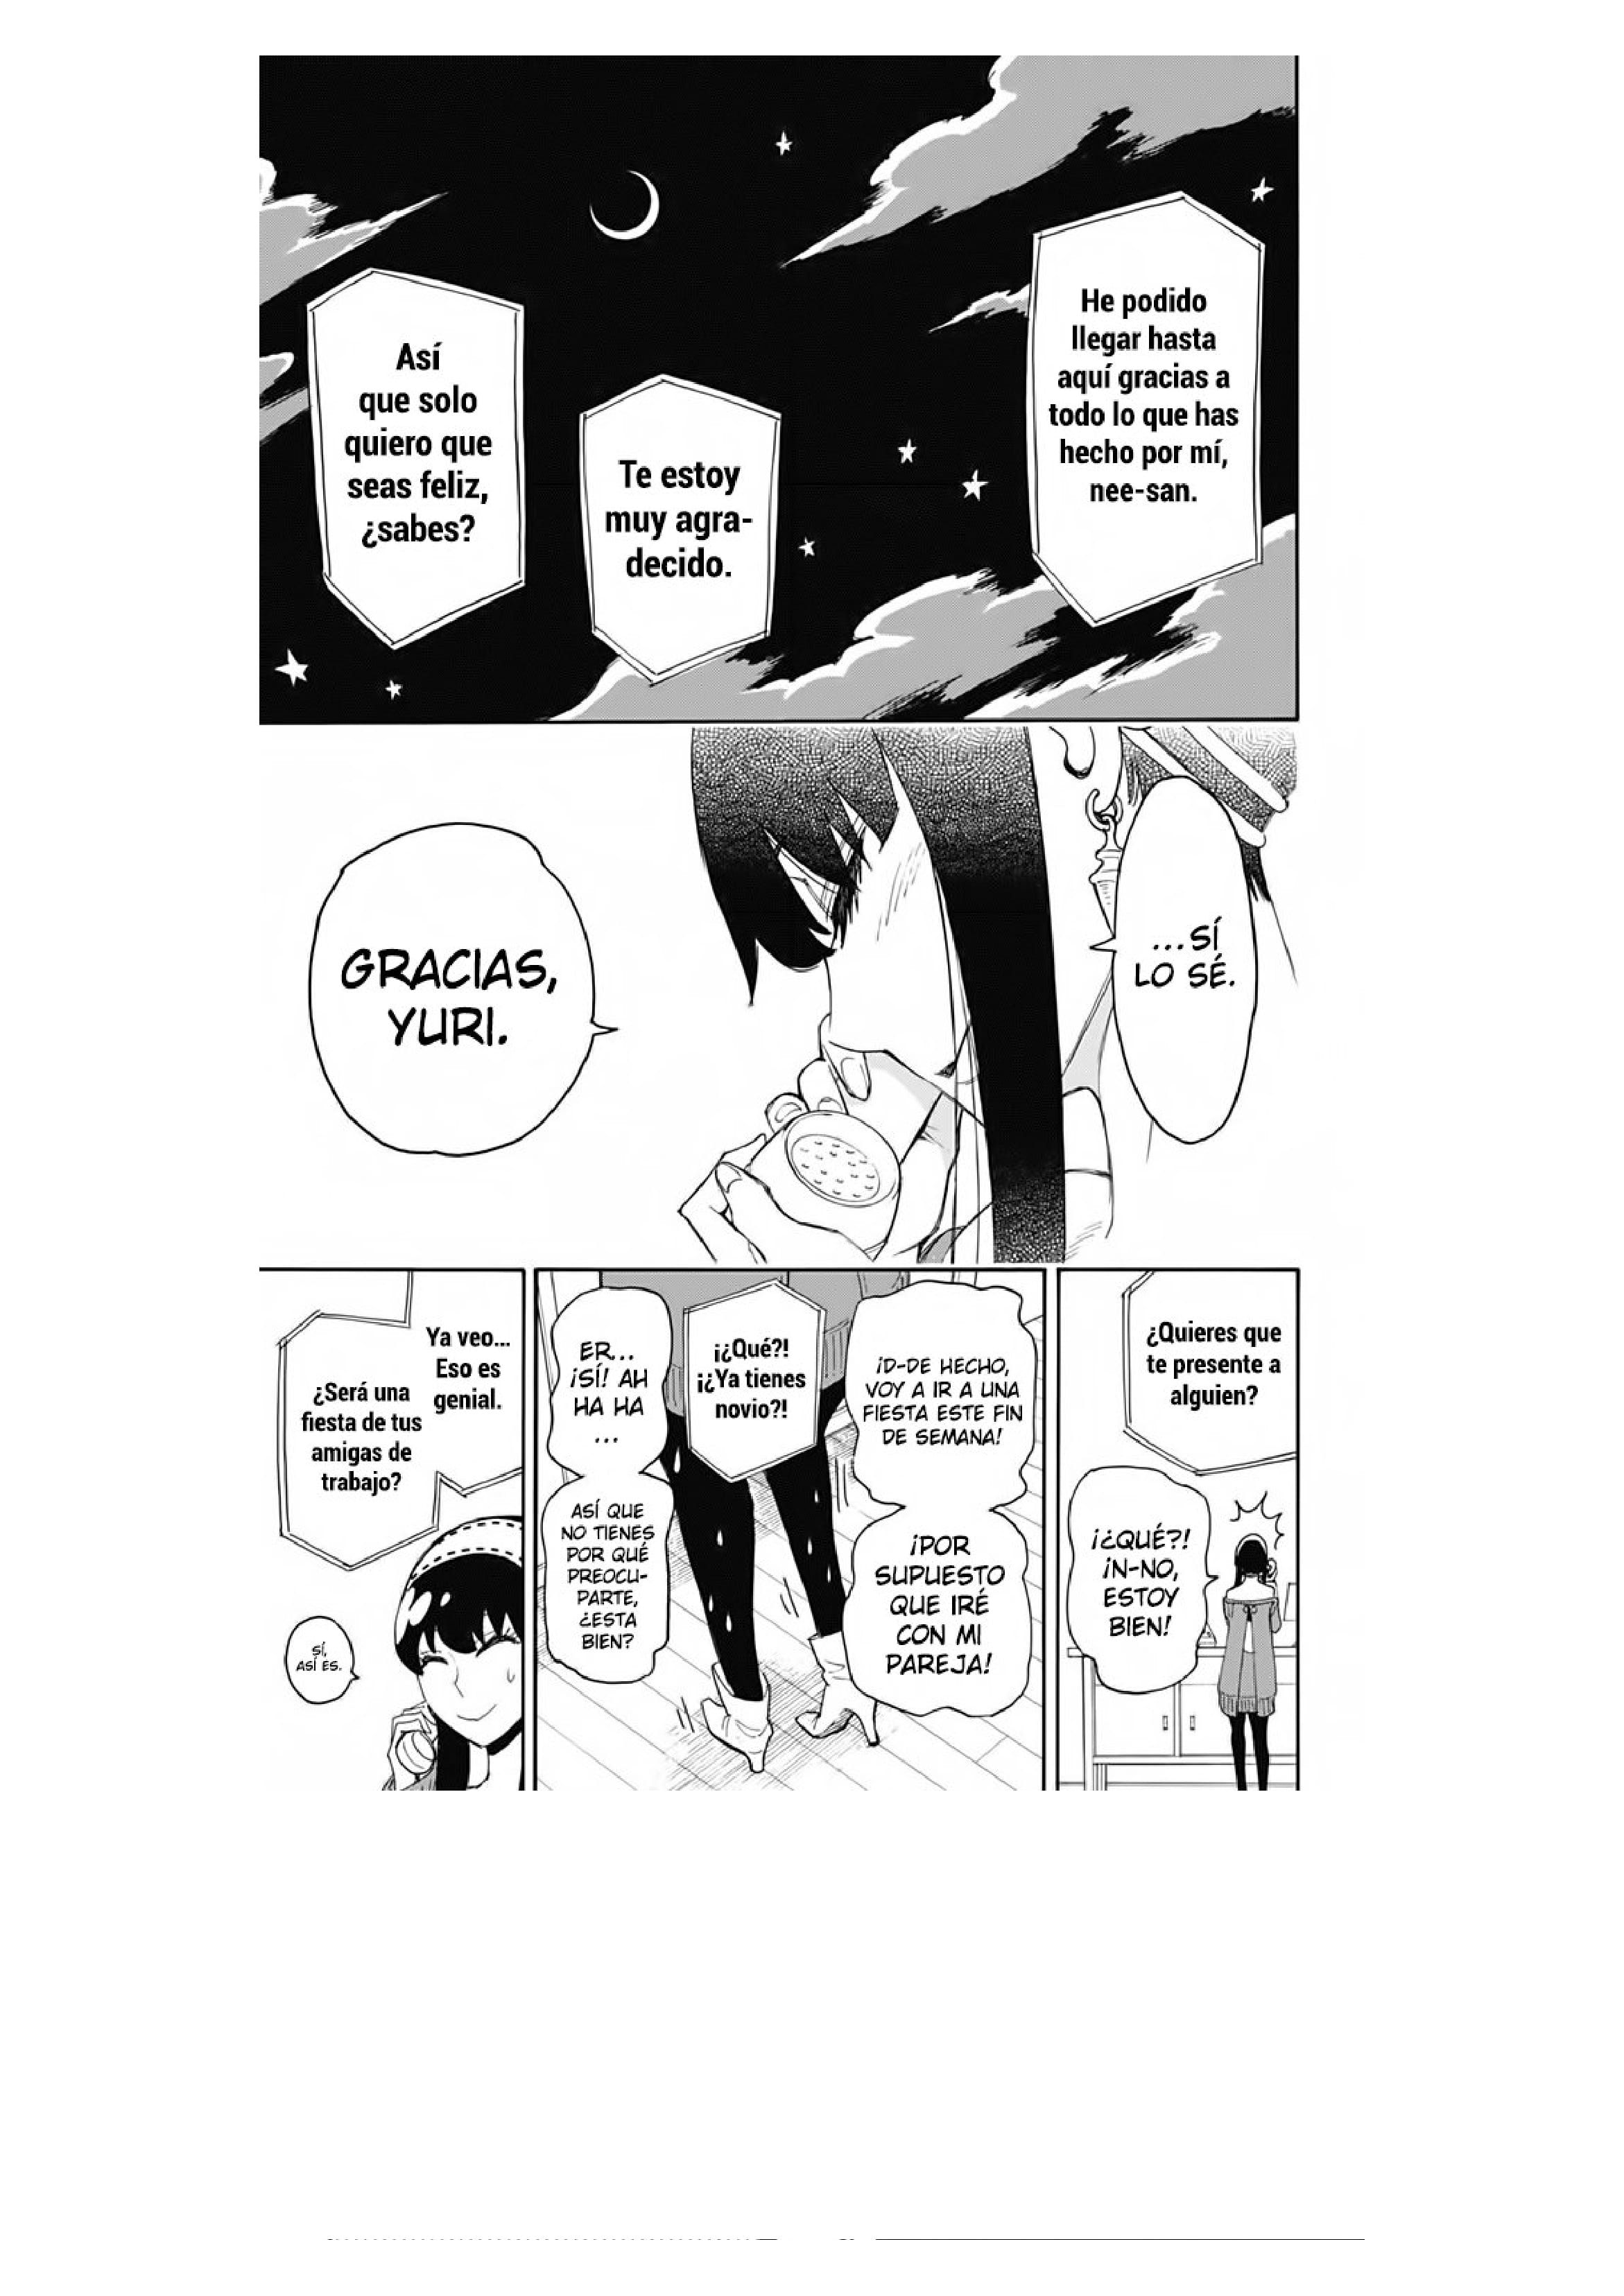 He podido
llegar hasta
aquí gracias a
todo lo que has
hecho por mí,
nee-san.
Te estoy
muy agra-
decido.
Así
que solo
quiero que
seas feliz,
¿sabes?
...SÍ
LO SÉ.
GRACIAS,
YURI.
¿Quieres que
te presente a
alguien?
¡¿QUÉ?!
¡N-NO,
ESTOY
BIEN!
¡D-DE HECHO,
VOY A IR A UNA
FIESTA ESTE FIN
DE SEMANA!
¡POR
SUPUESTO
QUE IRÉ
CON MI
PAREJA!
¡¿Qué?!
¡¿Ya tienes
novio?!
ER...
¡SÍ! AH
HA HA
...
ASÍ QUE
NO TIENES
POR QUÉ
PREOCU-
PARTE,
¿ESTA
BIEN?
Ya veo...
Eso es
genial.
¿Será una
fiesta de tus
amigas de
trabajo?
SÍ,
ASÍ ES.